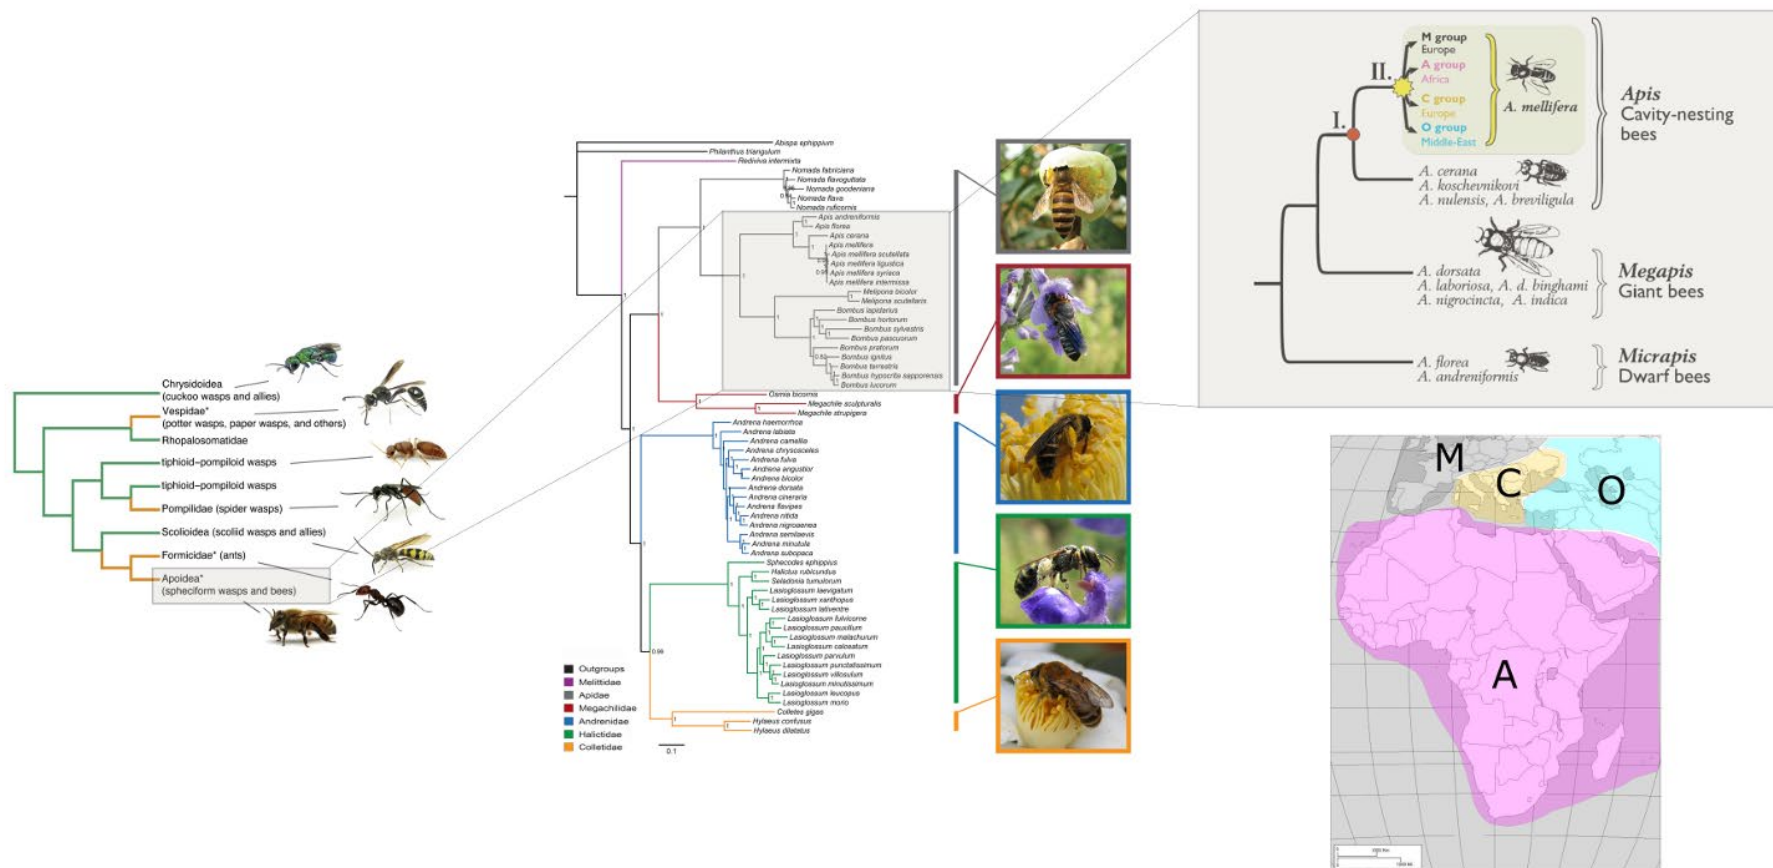 Chrysidoidea
(cuckoo wasps and allies)
Vespidae*
(potter wasps, paper wasps, and others)
Rhopalosomatidae
tiphioid–pompiloid wasps
tiphioid–pompiloid wasps
Pompilidae (spider wasps)
Scolioidea (scoliid wasps and allies)
Formicidae* (ants)
Apoidea*
(spheciform wasps and bees)
Abispa ephippium
Philanthus triangulum
Rediviva intermixta
Nomada fabriciana
Nomada flavoguttata
Nomada goodeniana
Nomada flava
Nomada ruficornis
Apis andreniformis
Apis florea
Apis cerana
Apis mellifera
Apis mellifera scutellata
Apis mellifera ligustica
Apis mellifera syriaca
Apis mellifera intermissa
Melipona bicolor
Melipona scutellaris
Bombus lapidarius
Bombus hortorum
Bombus sylvestris
Bombus pascuorum
Bombus pratorum
Bombus ignitus
Bombus terrestris
Bombus hypocrita sapporensis
Bombus lucorum
Osmia bicornis
Megachile sculpturalis
Megachile strupigera
Andrena haemorrhoa
Andrena labiata
Andrena camellia
Andrena chrysosceles
Andrena fulva
Andrena angustior
Andrena bicolor
Andrena dorsata
Andrena cineraria
Andrena flavipes
Andrena nitida
Andrena nigroaenea
Andrena semilaevis
Andrena minutula
Andrena subopaca
Sphecodes ephippius
Halictus rubicundus
Seladonia tumulorum
Lasioglossum laevigatum
Lasioglossum xanthopus
Lasioglossum lativentre
Lasioglossum fulvicorne
Lasioglossum pauxillum
Lasioglossum malachurum
Lasioglossum calceatum
Lasioglossum parvulum
Lasioglossum punctatissimum
Lasioglossum villosulum
Lasioglossum minutissimum
Lasioglossum leucopus
Lasioglossum morio
Colletes gigas
Hylaeus confusus
Hylaeus dilatatus
0.82
0.99
0.1
Outgroups
Melittidae
Apidae
Megachilidae
Andrenidae
Halictidae
Colletidae
I.
II.
M group
Europe
A group
Africa
C group
Europe
O group
Middle-East
A. mellifera
A. cerana
A. koschevnikovi
A. nulensis, A. breviligula
A. dorsata
A. laboriosa, A. d. binghami
A. nigrocincta, A. indica
A. florea
A. andreniformis
Apis
Cavity-nesting
bees
Megapis
Giant bees
Micrapis
Dwarf bees
M
C
O
A